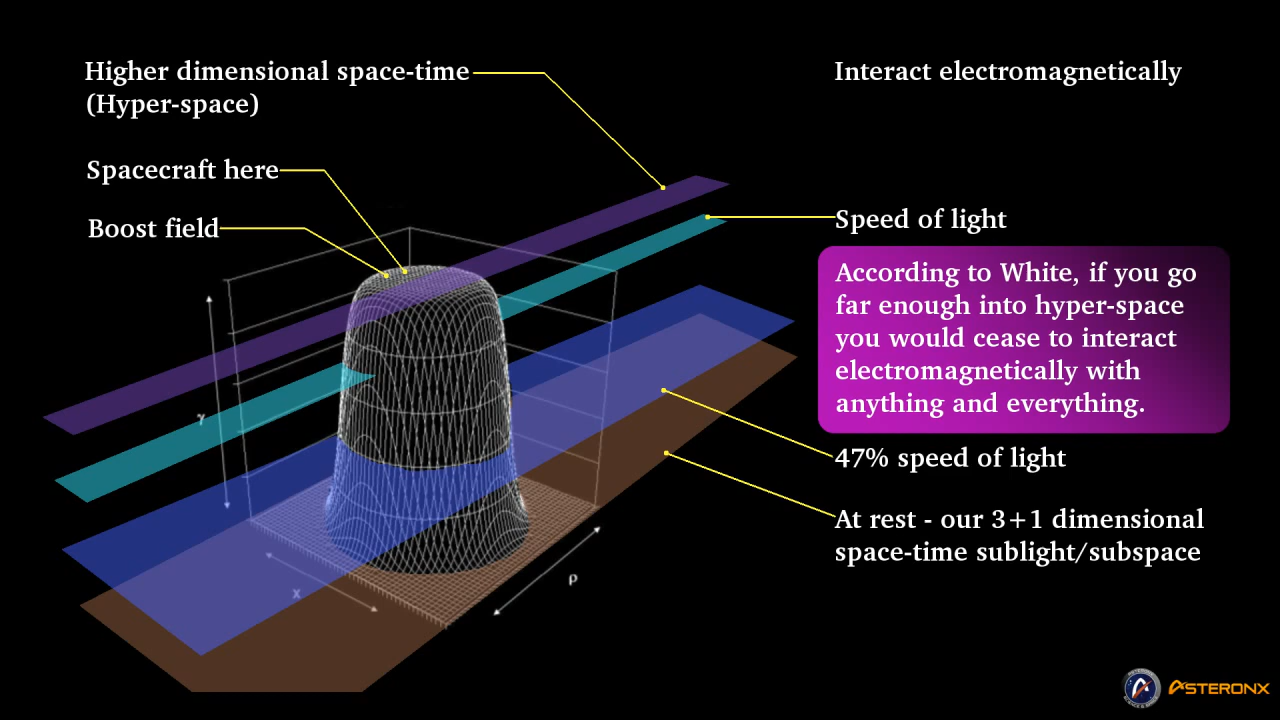 Higher dimensional space-time
(Hyper-space)
Interact electromagnetically
Spacecraft here
Boost field
Speed of light
According to White, if you go
far enough into hyper-space
you would cease to interact
electromagnetically with
anything and everything.
47% speed of light
At rest - our 3+1 dimensional
space-time sublight/subspace
γ
x
ρ
ASTERONX